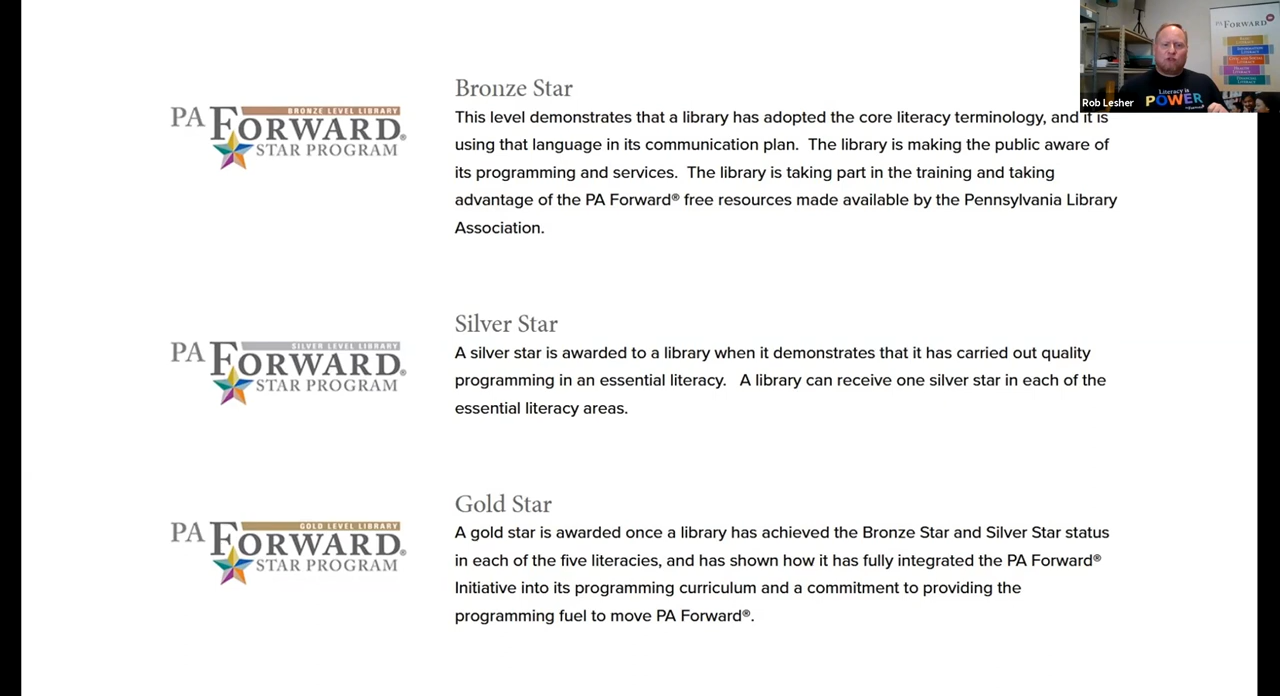 Bronze Star
PA FORWARD®
BRONZE LEVEL LIBRARY
STAR PROGRAM
This level demonstrates that a library has adopted the core literacy terminology, and it is
using that language in its communication plan.  The library is making the public aware of
its programming and services.  The library is taking part in the training and taking
advantage of the PA Forward® free resources made available by the Pennsylvania Library
Association.
Silver Star
PA FORWARD®
SILVER LEVEL LIBRARY
STAR PROGRAM
A silver star is awarded to a library when it demonstrates that it has carried out quality
programming in an essential literacy.   A library can receive one silver star in each of the
essential literacy areas.
Gold Star
PA FORWARD®
GOLD LEVEL LIBRARY
STAR PROGRAM
A gold star is awarded once a library has achieved the Bronze Star and Silver Star status
in each of the five literacies, and has shown how it has fully integrated the PA Forward®
Initiative into its programming curriculum and a commitment to providing the
programming fuel to move PA Forward®.
PA FORWARD
Literacy is
POWER
Rob Lesher